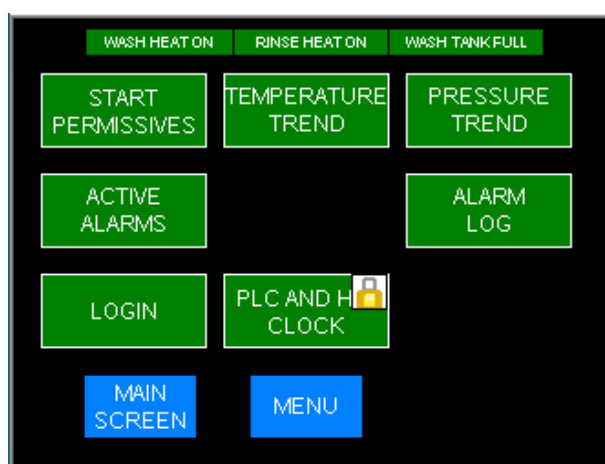 WASH HEAT ON RINSE HEAT ON WASH TANK FULL
START
PERMISSIVES
TEMPERATURE
TREND
PRESSURE
TREND
ACTIVE
ALARMS
ALARM
LOG
LOGIN
PLC AND
CLOCK
MAIN
SCREEN
MENU